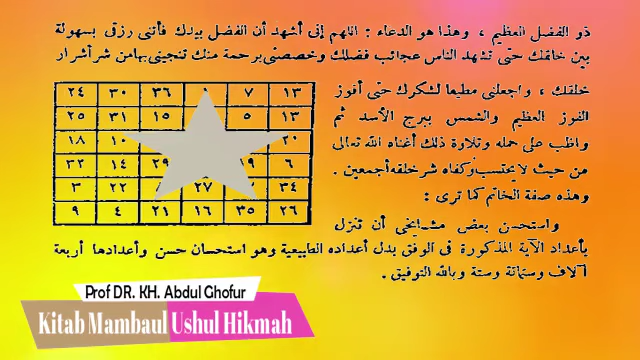 ذو الفضل العظيم ، وهذا هو الدعاء : اللهم إنى أشهد أن الفضل بيدك فأتنى رزق بسهولة
بين خلقك حتى تشهد الناس عجائب فضلك وخصصنى برحمة منك تنجينى بها من شر أشرار
خلقك ، واجعلنى مطيعا لشكرك حتى أفوز
الفوز العظيم والشمس ببرج الأسد ثم
واظب على حمله وتلاوة ذلك أغناه الله تعالى
من حيث لا يحتسب وكفاه شر خلقه أجمعين .
وهذه صفة الخاتم كما ترى :
١٣ ٧ ٣٦ ٣٠ ٢٤
١٣ ٥ ١٥ ٣١ ٢٥
٢٠ ١٠ ١٨
٦ ٢٩ ١٤ ٣٢
٣٤ ٢٧ ٢٢ ٣
٢٦ ٣٥ ١٦ ٢١ ٤ ٩
واستحسن بعض مشايخى أن تنزل
بأعداد الآية المذكورة فى الوفق بدل أعداده الطبيعية وهو استحسان حسن وأعدادها أربعة
آلاف وستمائة وستة وبالله التوفيق .
Prof DR. KH. Abdul Ghofur
Kitab Mambaul Ushul Hikmah